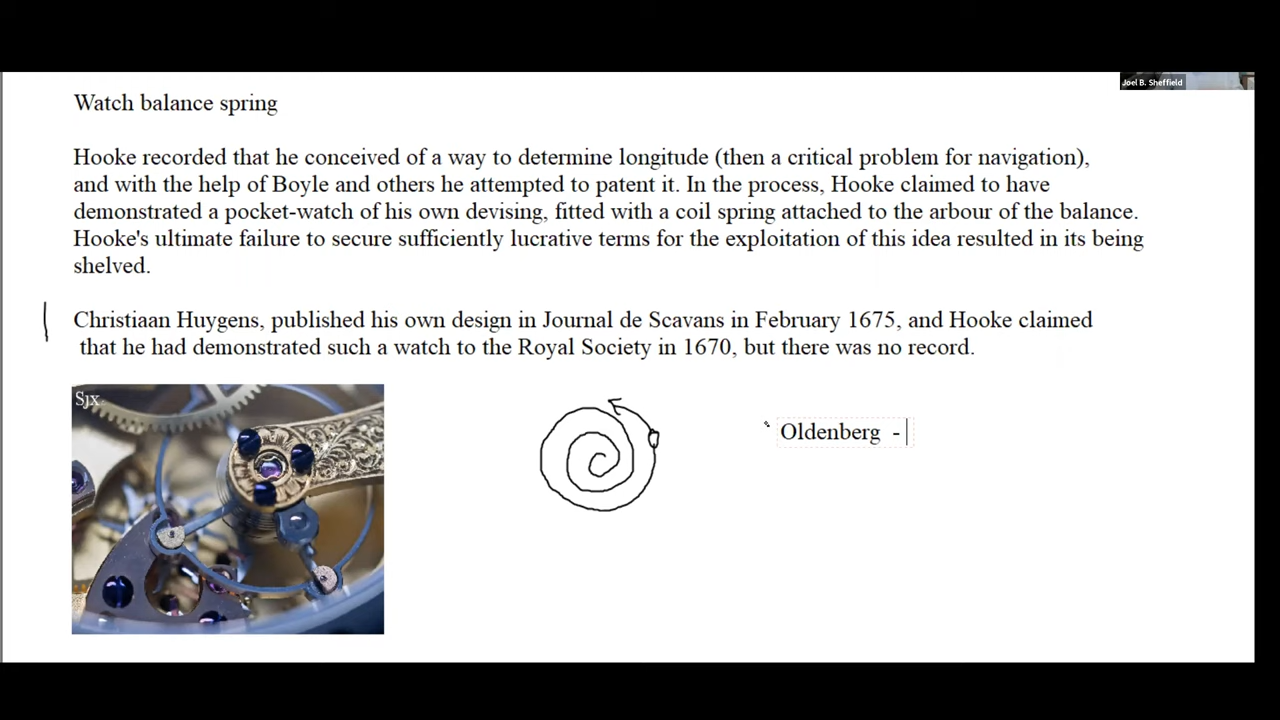 Joel B. Sheffield
Watch balance spring
Hooke recorded that he conceived of a way to determine longitude (then a critical problem for navigation),
and with the help of Boyle and others he attempted to patent it. In the process, Hooke claimed to have
demonstrated a pocket-watch of his own devising, fitted with a coil spring attached to the arbour of the balance.
Hooke's ultimate failure to secure sufficiently lucrative terms for the exploitation of this idea resulted in its being
shelved.
Christiaan Huygens, published his own design in Journal de Scavans in February 1675, and Hooke claimed
that he had demonstrated such a watch to the Royal Society in 1670, but there was no record.
Sjx
Oldenberg -